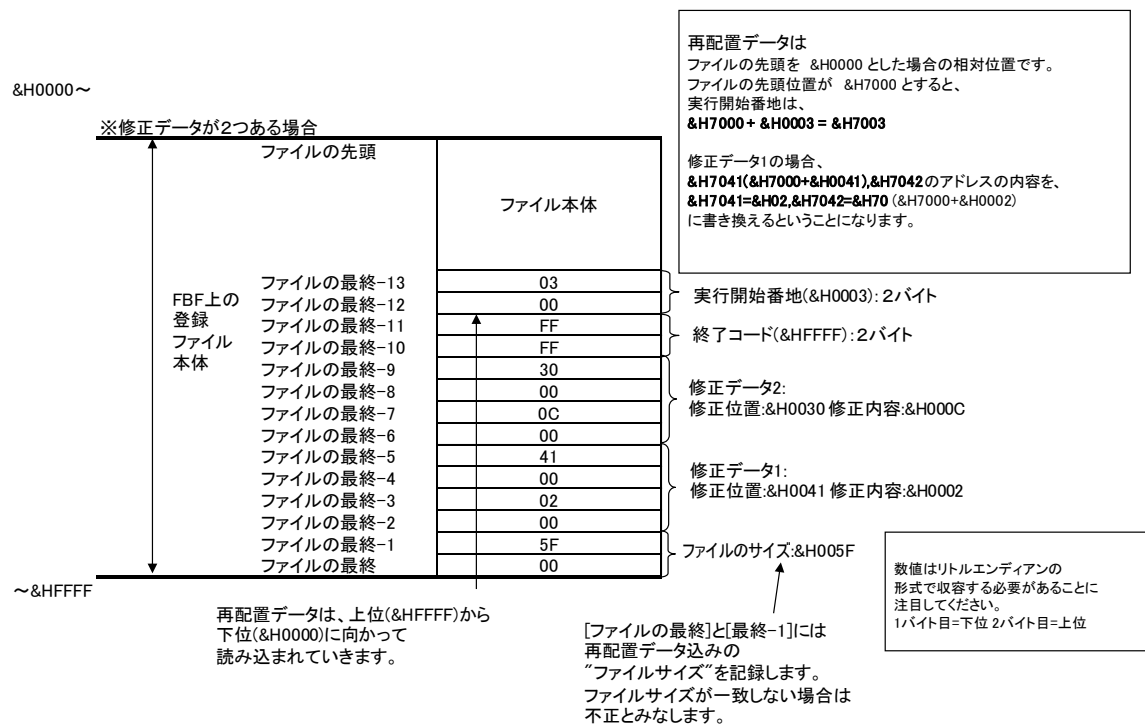 再配置データは
ファイルの先頭を &H0000 とした場合の相対位置です。
ファイルの先頭位置が &H7000 とすると、
実行開始番地は、
&H7000 + &H0003 = &H7003
修正データ1の場合、
&H7041(&H7000+&H0041),&H7042のアドレスの内容を、
&H7041=&H02,&H7042=&H70 (&H7000+&H0002)
に書き換えるということになります。
&H0000～
※修正データが2つある場合
ファイルの先頭
ファイル本体
FBF上の
登録
ファイル
本体
ファイルの最終-13 03
ファイルの最終-12 00
実行開始番地(&H0003):2バイト
ファイルの最終-11 FF
ファイルの最終-10 FF
終了コード(&HFFFF):2バイト
ファイルの最終-9 30
ファイルの最終-8 00
ファイルの最終-7 0C
ファイルの最終-6 00
修正データ2:
修正位置:&H0030 修正内容:&H000C
ファイルの最終-5 41
ファイルの最終-4 00
ファイルの最終-3 02
ファイルの最終-2 00
修正データ1:
修正位置:&H0041 修正内容:&H0002
ファイルの最終-1 5F
ファイルの最終 00
ファイルのサイズ:&H005F
～&HFFFF
再配置データは、上位(&HFFFF)から
下位(&H0000)に向かって
読み込まれていきます。
[ファイルの最終]と[最終-1]には
再配置データ込みの
"ファイルサイズ"を記録します。
ファイルサイズが一致しない場合は
不正とみなします。
数値はリトルエンディアンの
形式で収容する必要があることに
注目してください。
1バイト目=下位 2バイト目=上位